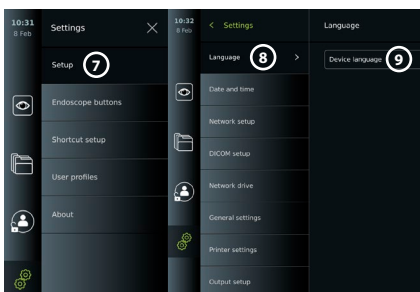 10:31
8 Feb
Settings
Setup
7
Endoscope buttons
Shortcut setup
User profiles
About
10:32
8 Feb
< Settings
Language
8
>
Date and time
Network setup
DICOM setup
Network drive
General settings
Printer settings
Output setup
Language
Device language
9